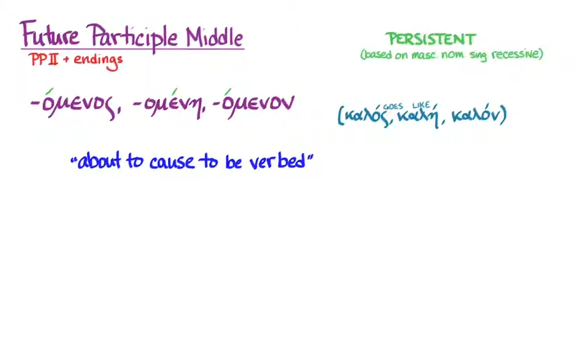 Future Participle Middle
PP II + endings
PERSISTENT
(based on masc nom sing recessive)
-όμενος, -ομένη, -όμενον
GOES LIKE
(καλός, καλή, καλόν)
"about to cause to be verbed"